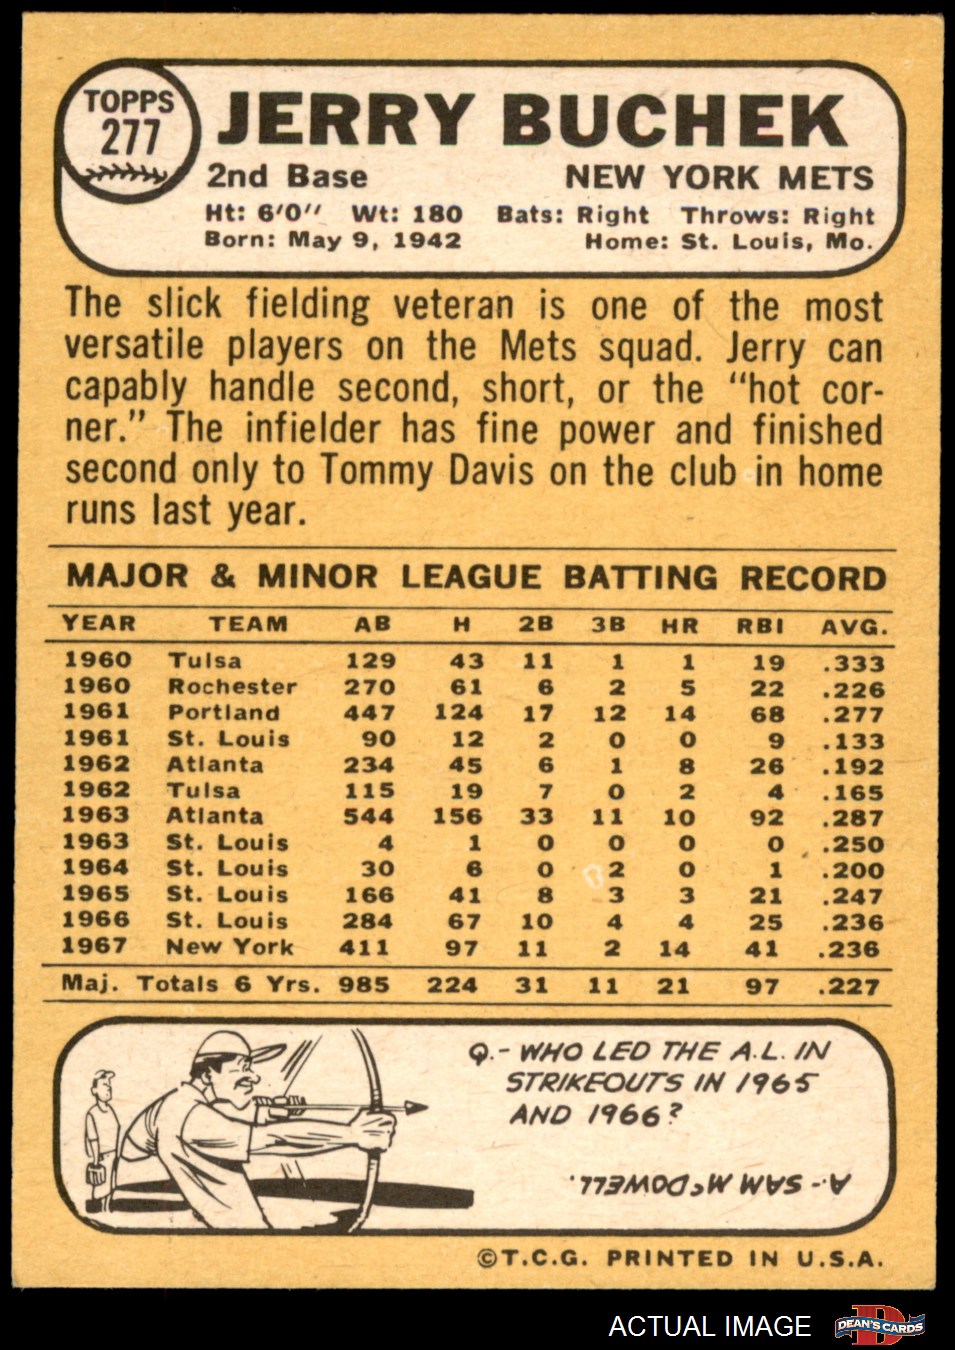 TOPPS
277
JERRY BUCHEK
2nd Base NEW YORK METS
Ht: 6'0" Wt: 180 Bats: Right Throws: Right
Born: May 9, 1942 Home: St. Louis, Mo.
The slick fielding veteran is one of the most
versatile players on the Mets squad. Jerry can
capably handle second, short, or the "hot cor-
ner." The infielder has fine power and finished
second only to Tommy Davis on the club in home
runs last year.
MAJOR & MINOR LEAGUE BATTING RECORD
YEAR TEAM AB H 2B 3B HR RBI AVG.
1960 Tulsa 129 43 11 1 1 19 .333
1960 Rochester 270 61 6 2 5 22 .226
1961 Portland 447 124 17 12 14 68 .277
1961 St. Louis 90 12 2 0 0 9 .133
1962 Atlanta 234 45 6 1 8 26 .192
1962 Tulsa 115 19 7 0 2 4 .165
1963 Atlanta 544 156 33 11 10 92 .287
1963 St. Louis 4 1 0 0 0 0 .250
1964 St. Louis 30 6 0 2 0 1 .200
1965 St. Louis 166 41 8 3 3 21 .247
1966 St. Louis 284 67 10 4 4 25 .236
1967 New York 411 97 11 2 14 41 .236
Maj. Totals 6 Yrs. 985 224 31 11 21 97 .227
Q.- WHO LED THE A.L. IN
STRIKEOUTS IN 1965
AND 1966?
A.- SAM McDOWELL.
©T.C.G. PRINTED IN U.S.A.
ACTUAL IMAGE
DEAN'S CARDS